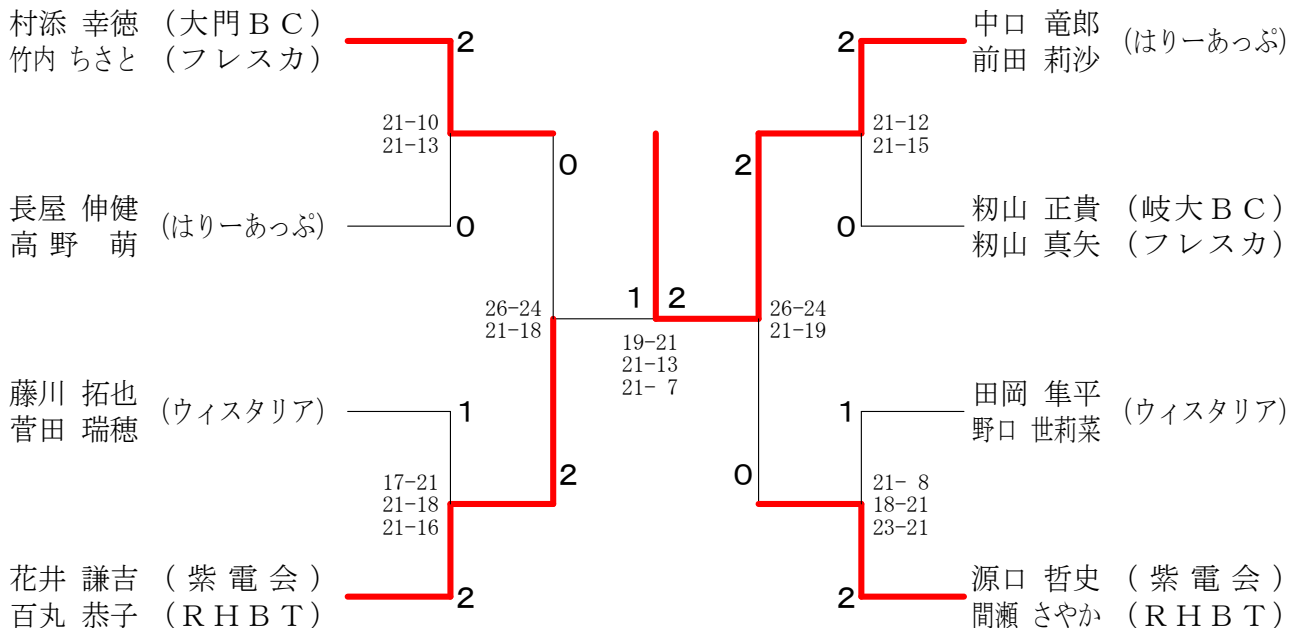 村添 幸徳 （大門ＢＣ）
竹内 ちさと （フレスカ）
2
21-10
21-13
0
長屋 伸健
高野 萌
(はりーあっぷ)
0
26-24
21-18
藤川 拓也
菅田 瑞穂
(ウィスタリア)
1
17-21
21-18
21-16
2
花井 謙吉 （紫電会）
百丸 恭子 （ＲＨＢＴ）
2
1 2
19-21
21-13
21- 7
中口 竜郎
前田 莉沙
(はりーあっぷ)
2
21-12
21-15
2
籾山 正貴 （岐大ＢＣ）
籾山 真矢 （フレスカ）
0
26-24
21-19
田岡 隼平
野口 世莉菜
(ウィスタリア)
1
21- 8
18-21
23-21
0
源口 哲史 （紫電会）
間瀬 さやか （ＲＨＢＴ）
2